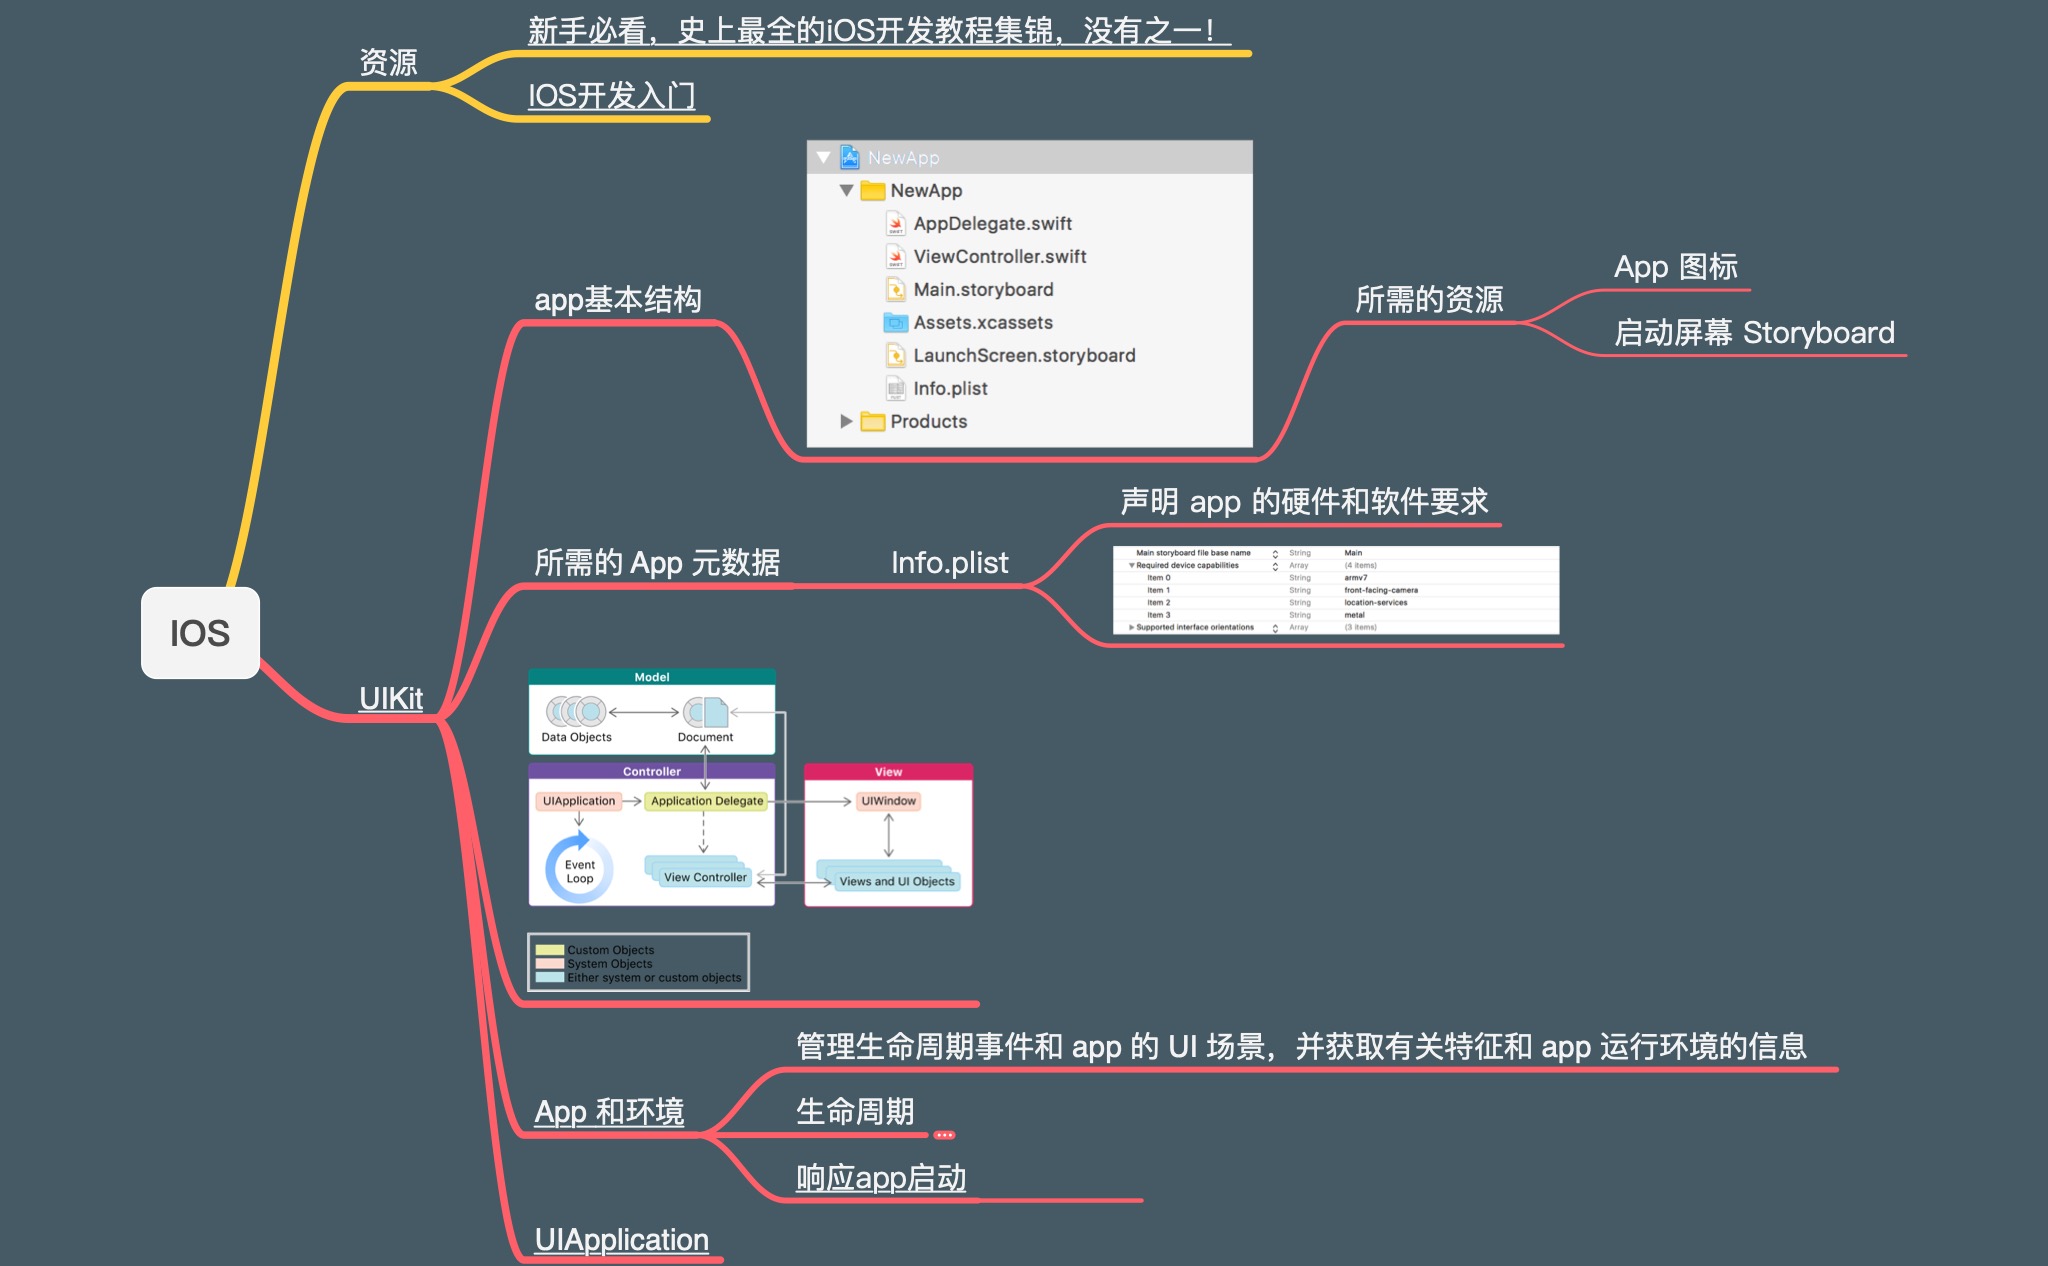 新手必看，史上最全的iOS开发教程集锦，没有之一！
资源
IOS开发入门
NewApp
NewApp
AppDelegate.swift
ViewController.swift
Main.storyboard
Assets.xcassets
LaunchScreen.storyboard
Info.plist
Products
app基本结构
所需的资源
App 图标
启动屏幕 Storyboard
声明 app 的硬件和软件要求
所需的 App 元数据
Info.plist
Main storyboard file base name String Main
Required device capabilities Array (4 items)
Item 0 String armv7
Item 1 String front-facing-camera
Item 2 String location-services
Item 3 String metal
Supported interface orientations Array (3 items)
IOS
UIKit
Model
Data Objects
Document
Controller
UIApplication
Application Delegate
Event
Loop
View Controller
View
UIWindow
Views and UI Objects
Custom Objects
System Objects
Either system or custom objects
管理生命周期事件和 app 的 UI 场景，并获取有关特征和 app 运行环境的信息
App 和环境
生命周期
响应app启动
UIApplication